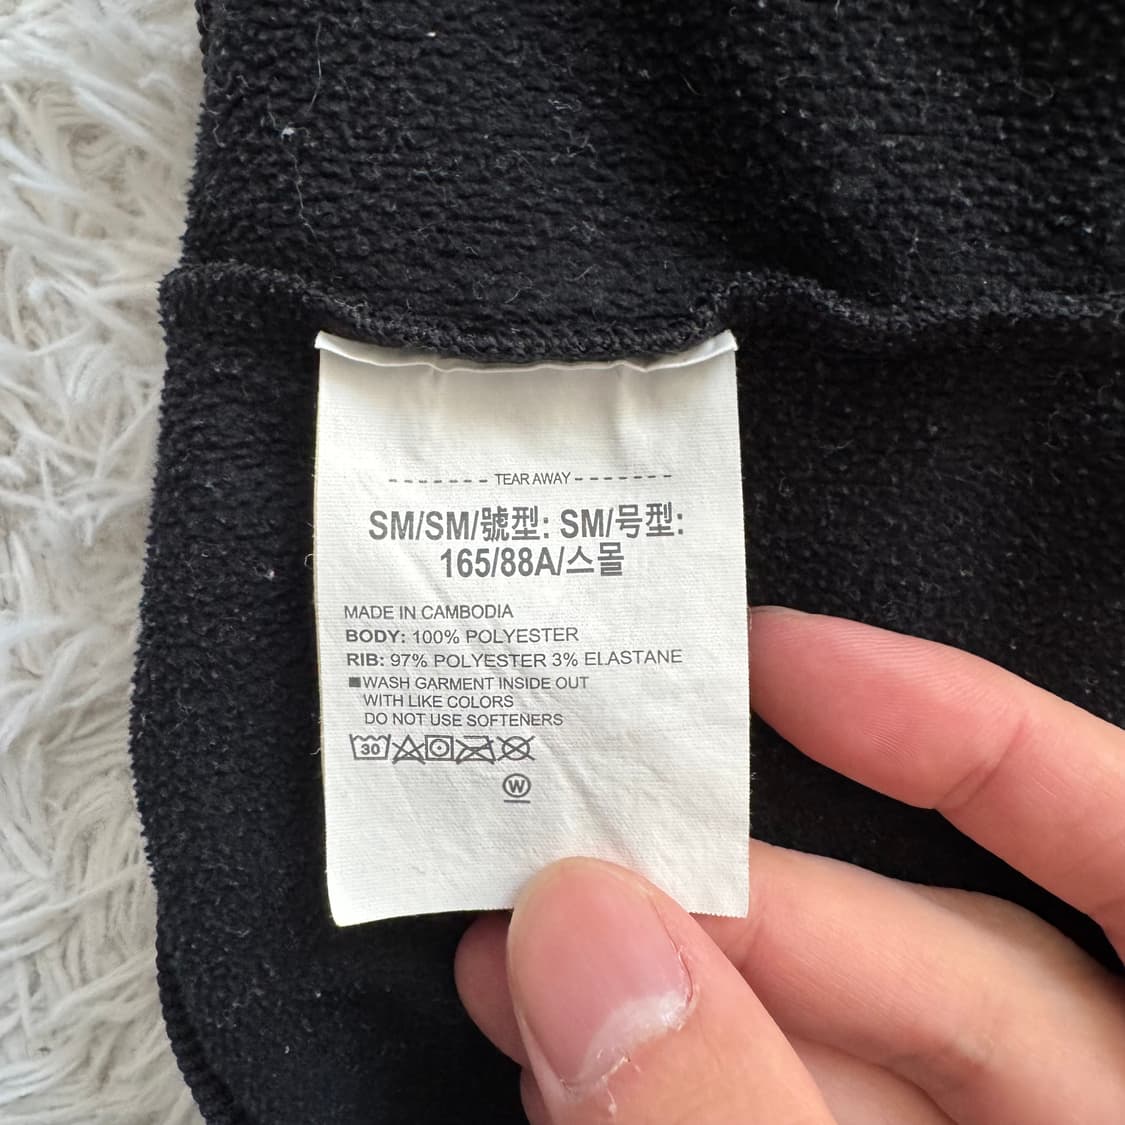 TEAR AWAY
SM/SM/號型: SM/号型:
165/88A/스몰
MADE IN CAMBODIA
BODY: 100% POLYESTER
RIB: 97% POLYESTER 3% ELASTANE
WASH GARMENT INSIDE OUT
WITH LIKE COLORS
DO NOT USE SOFTENERS
30
W